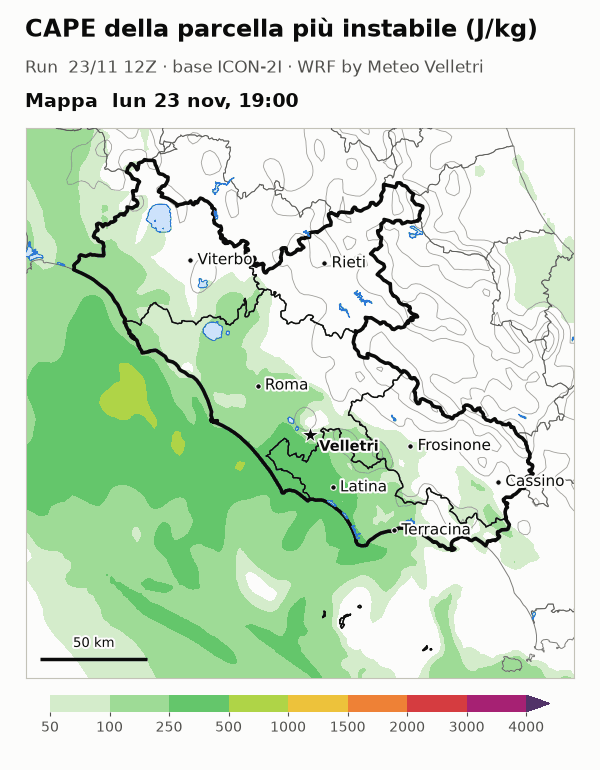 CAPE della parcella più instabile (J/kg)
Run  23/11 12Z · base ICON-2I · WRF by Meteo Velletri
Mappa  lun 23 nov, 19:00
Viterbo
Rieti
Roma
Velletri
Frosinone
Latina
Cassino
Terracina
50 km
50 100 250 500 1000 1500 2000 3000 4000